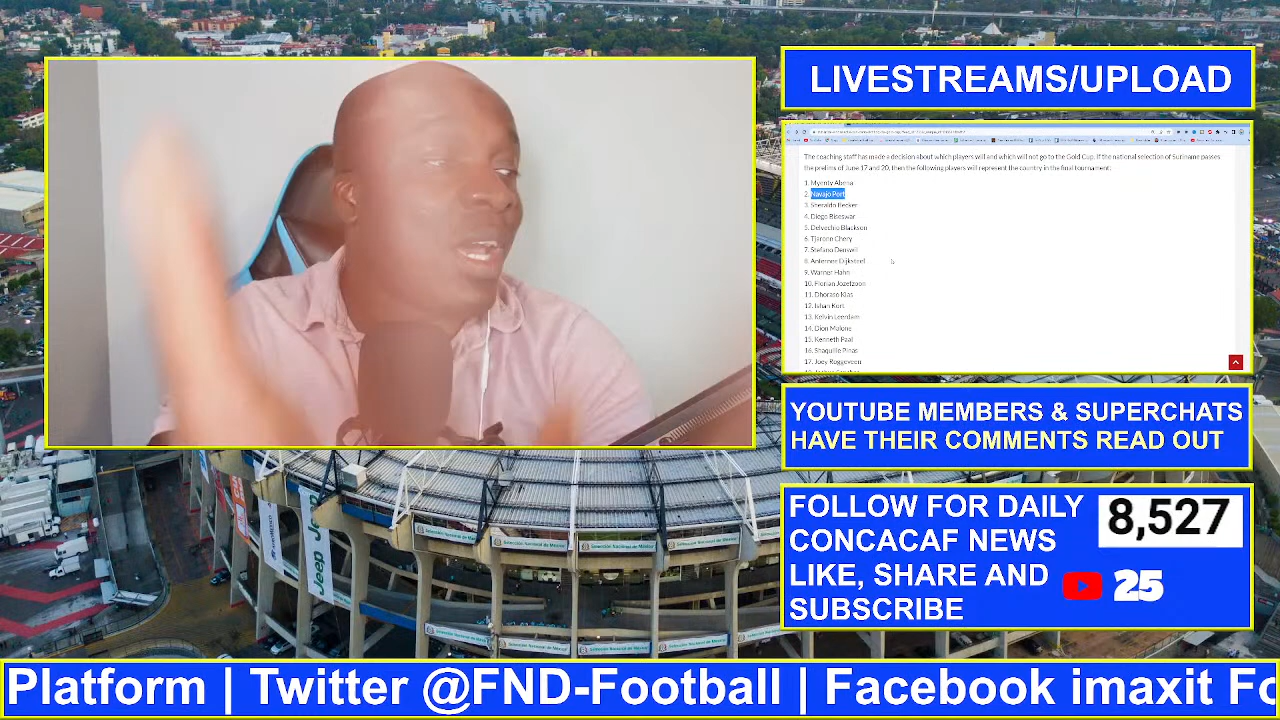 LIVESTREAMS/UPLOAD
The coaching staff has made a decision about which players will and which will not go to the Gold Cup. If the national selection of Suriname passes
the prelims of June 17 and 20, then the following players will represent the country in the final tournament:
1. Myenty Abena
2. Navajo
3. Sheraldo Becker
4. Diego Biseswar
5. Delvechio Blackson
6. Tjaronn Chery
7. Stefano Denswil
8. Anfernee Dijksteel
9. Warner Hahn
10. Florian Jozefzoon
11. Dhoraso Klas
12. Ishan Kort
13. Kelvin Leerdam
14. Dion Malone
15. Kenneth Paal
16. Shaquille Pinas
17. Joey Roggeveen
YOUTUBE MEMBERS & SUPERCHATS
HAVE THEIR COMMENTS READ OUT
FOLLOW FOR DAILY
CONCACAF NEWS
LIKE, SHARE AND
SUBSCRIBE
8,527
25
Jeep
Platform | Twitter @FND-Football | Facebook imaxit Fo